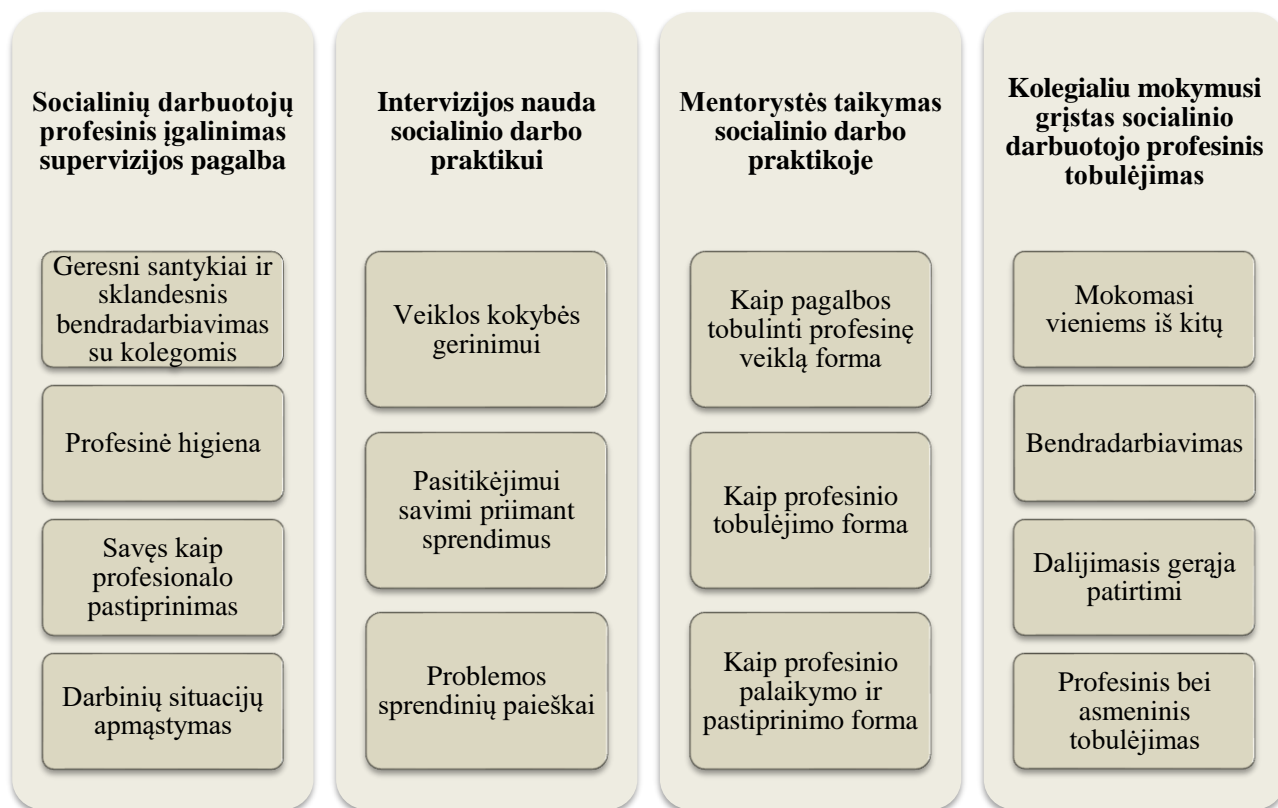 Socialinių darbuotojų
profesinis įgalinimas
supervizijos pagalba
Geresni santykiai ir
sklandesnis
bendradarbiavimas
su kolegomis
Profesinė higiena
Savęs kaip
profesionalo
pastiprinimas
Darbinių situacijų
apmąstymas
Intervizijos nauda
socialinio darbo
praktikui
Veiklos kokybės
gerinimui
Pasitikėjimui
savimi priimant
sprendimus
Problemos
sprendinių paieškai
Mentorystės taikymas
socialinio darbo
praktikoje
Kaip pagalbos
tobulinti profesinę
veiklą forma
Kaip profesinio
tobulėjimo forma
Kaip profesinio
palaikymo ir
pastiprinimo forma
Kolegialiu mokymusi
grįstas socialinio
darbuotojo profesinis
tobulėjimas
Mokomasi
vieniems iš kitų
Bendradarbiavimas
Dalijimasis gerąja
patirtimi
Profesinis bei
asmeninis
tobulėjimas